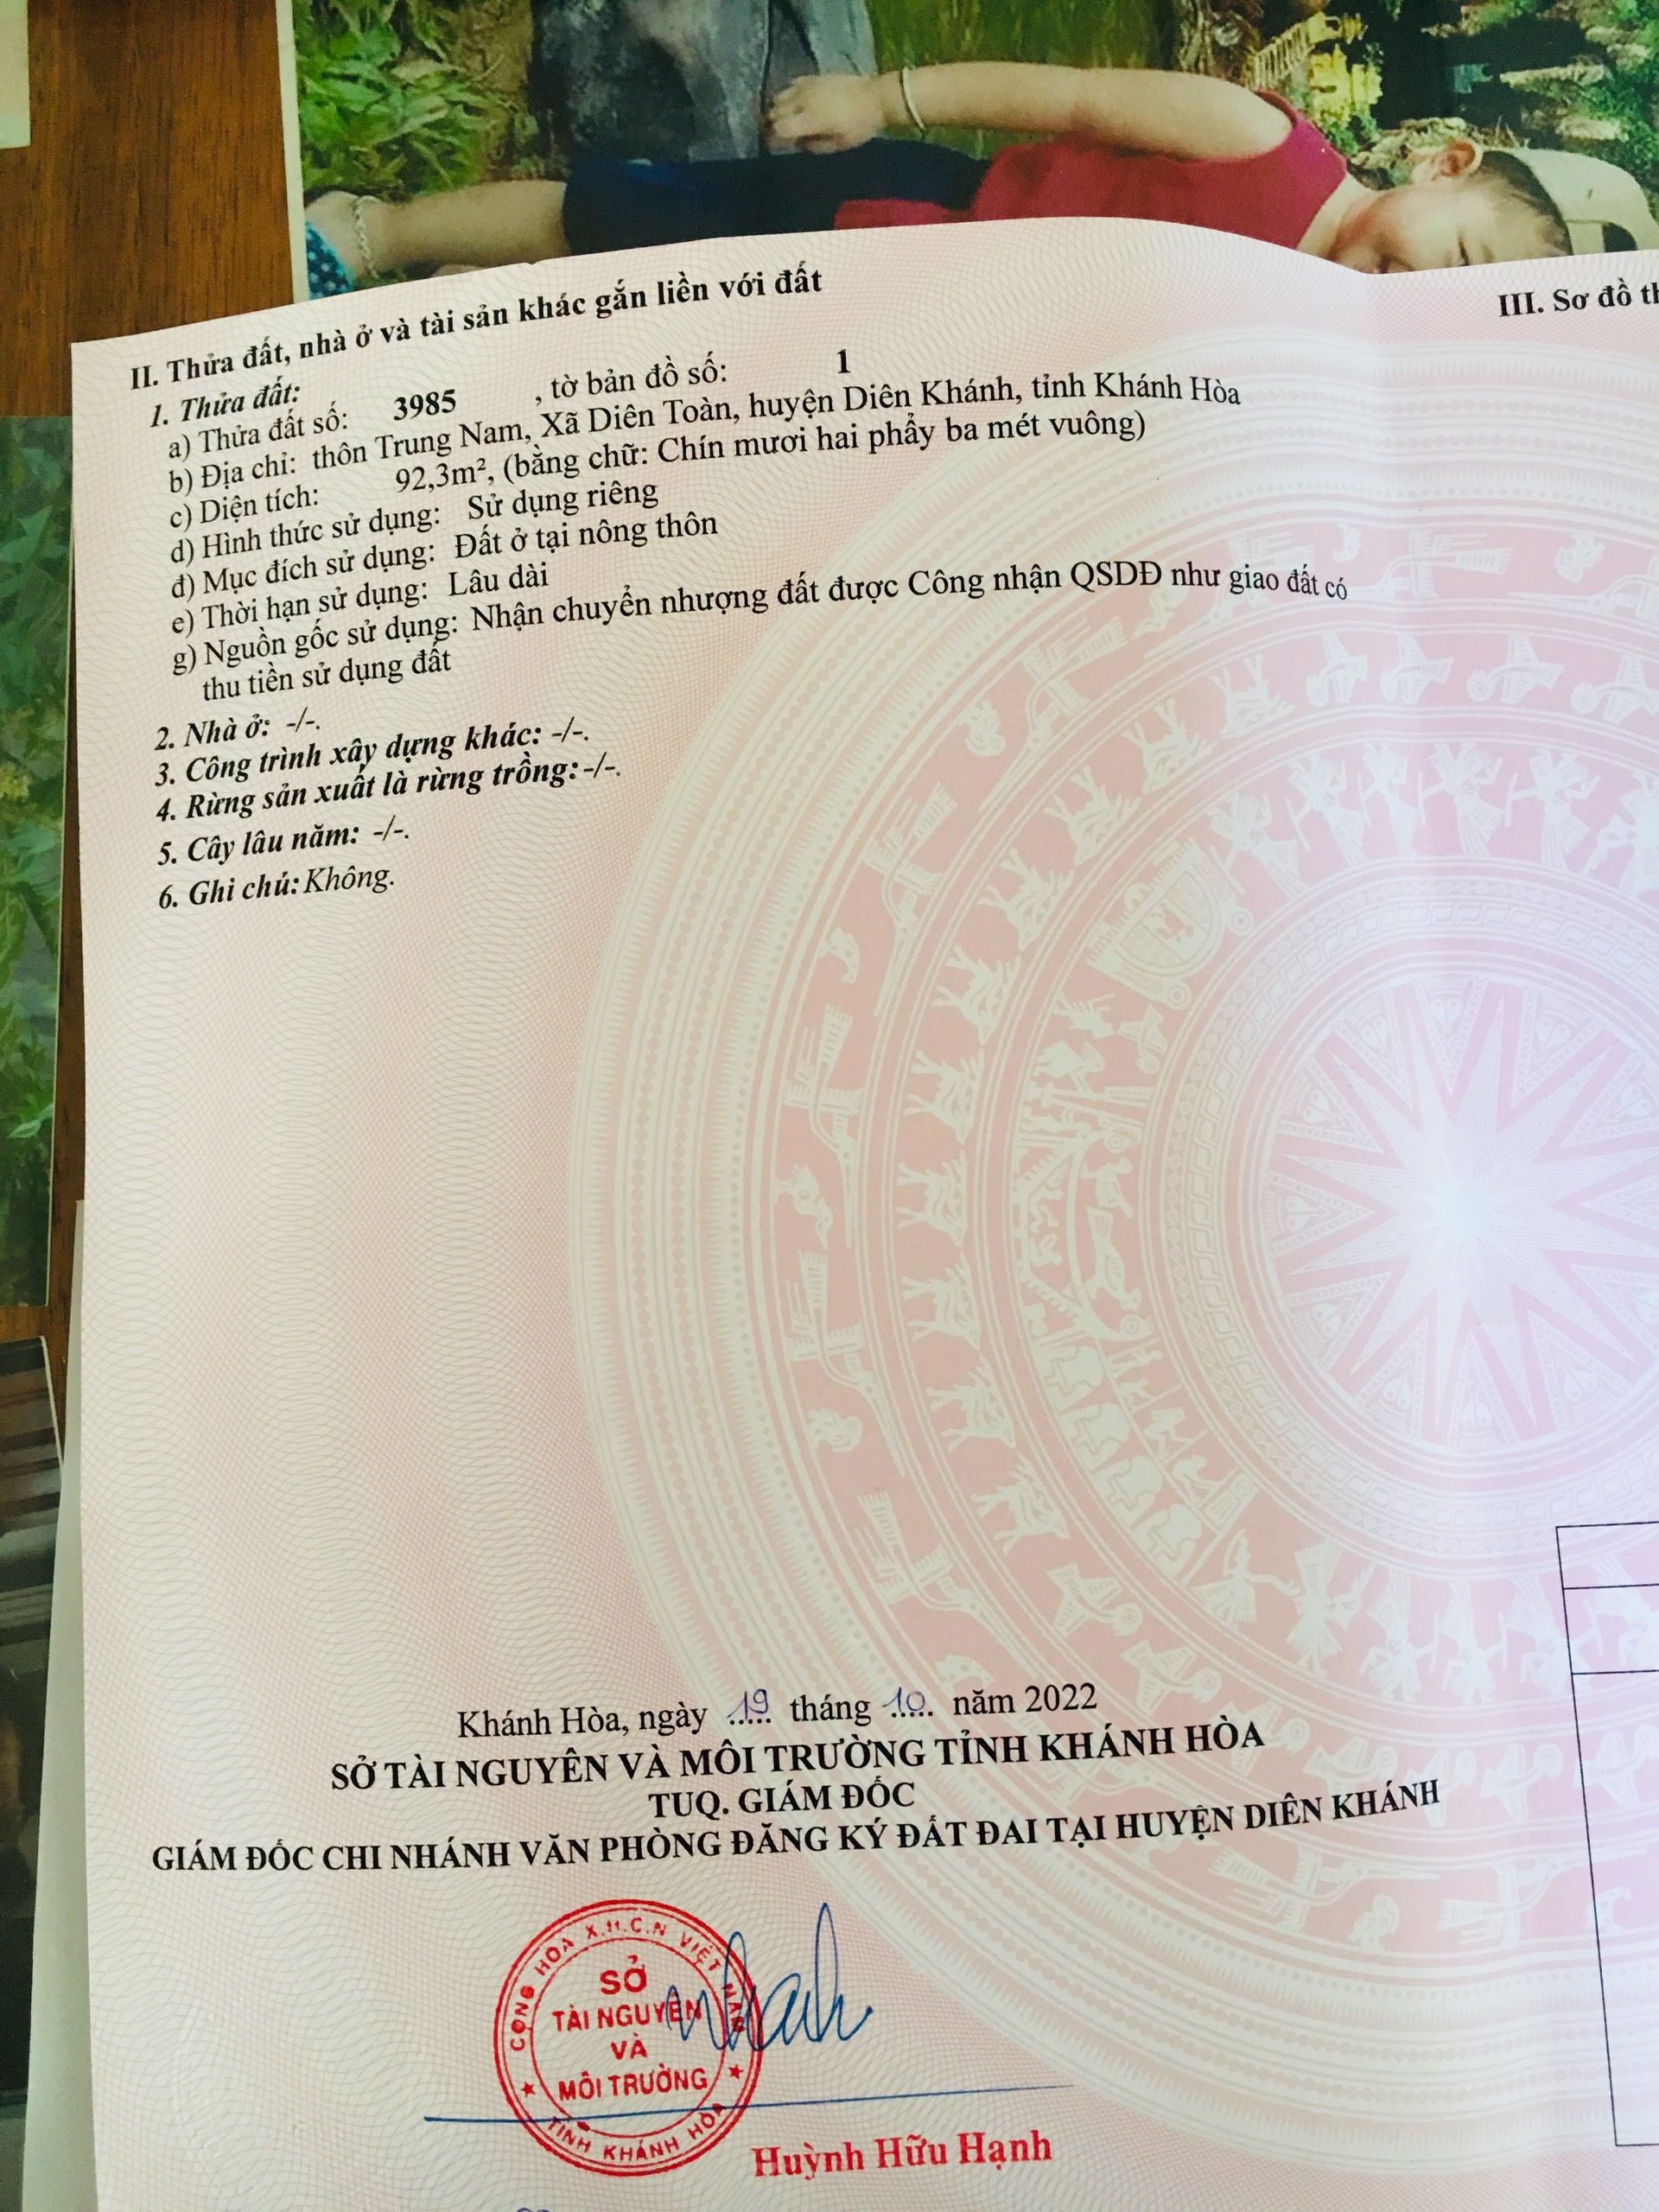 II. Thửa đất, nhà ở và tài sản khác gắn liền với đất
III. Sơ đồ
1. Thửa đất:
a) Thửa đất số: 3985 , tờ bản đồ số: 1
b) Địa chỉ: thôn Trung Nam, Xã Diên Toàn, huyện Diên Khánh, tỉnh Khánh Hòa
c) Diện tích: 92,3m², (bằng chữ: Chín mươi hai phẩy ba mét vuông)
d) Hình thức sử dụng: Sử dụng riêng
đ) Mục đích sử dụng: Đất ở tại nông thôn
e) Thời hạn sử dụng: Lâu dài
g) Nguồn gốc sử dụng: Nhận chuyển nhượng đất được Công nhận QSDĐ như giao đất có
thu tiền sử dụng đất
2. Nhà ở: -/-.
3. Công trình xây dựng khác: -/-.
4. Rừng sản xuất là rừng trồng: -/-.
5. Cây lâu năm: -/-.
6. Ghi chú: Không.
Khánh Hòa, ngày 19 tháng 10 năm 2022
SỞ TÀI NGUYÊN VÀ MÔI TRƯỜNG TỈNH KHÁNH HÒA
TUQ. GIÁM ĐỐC
GIÁM ĐỐC CHI NHÁNH VĂN PHÒNG ĐĂNG KÝ ĐẤT ĐAI TẠI HUYỆN DIÊN KHÁNH
CỘNG HÒA X.H.C.N VIỆT NAM
SỞ
TÀI NGUYÊN
VÀ
MÔI TRƯỜNG
TỈNH KHÁNH HÒA
Huỳnh Hữu Hạnh